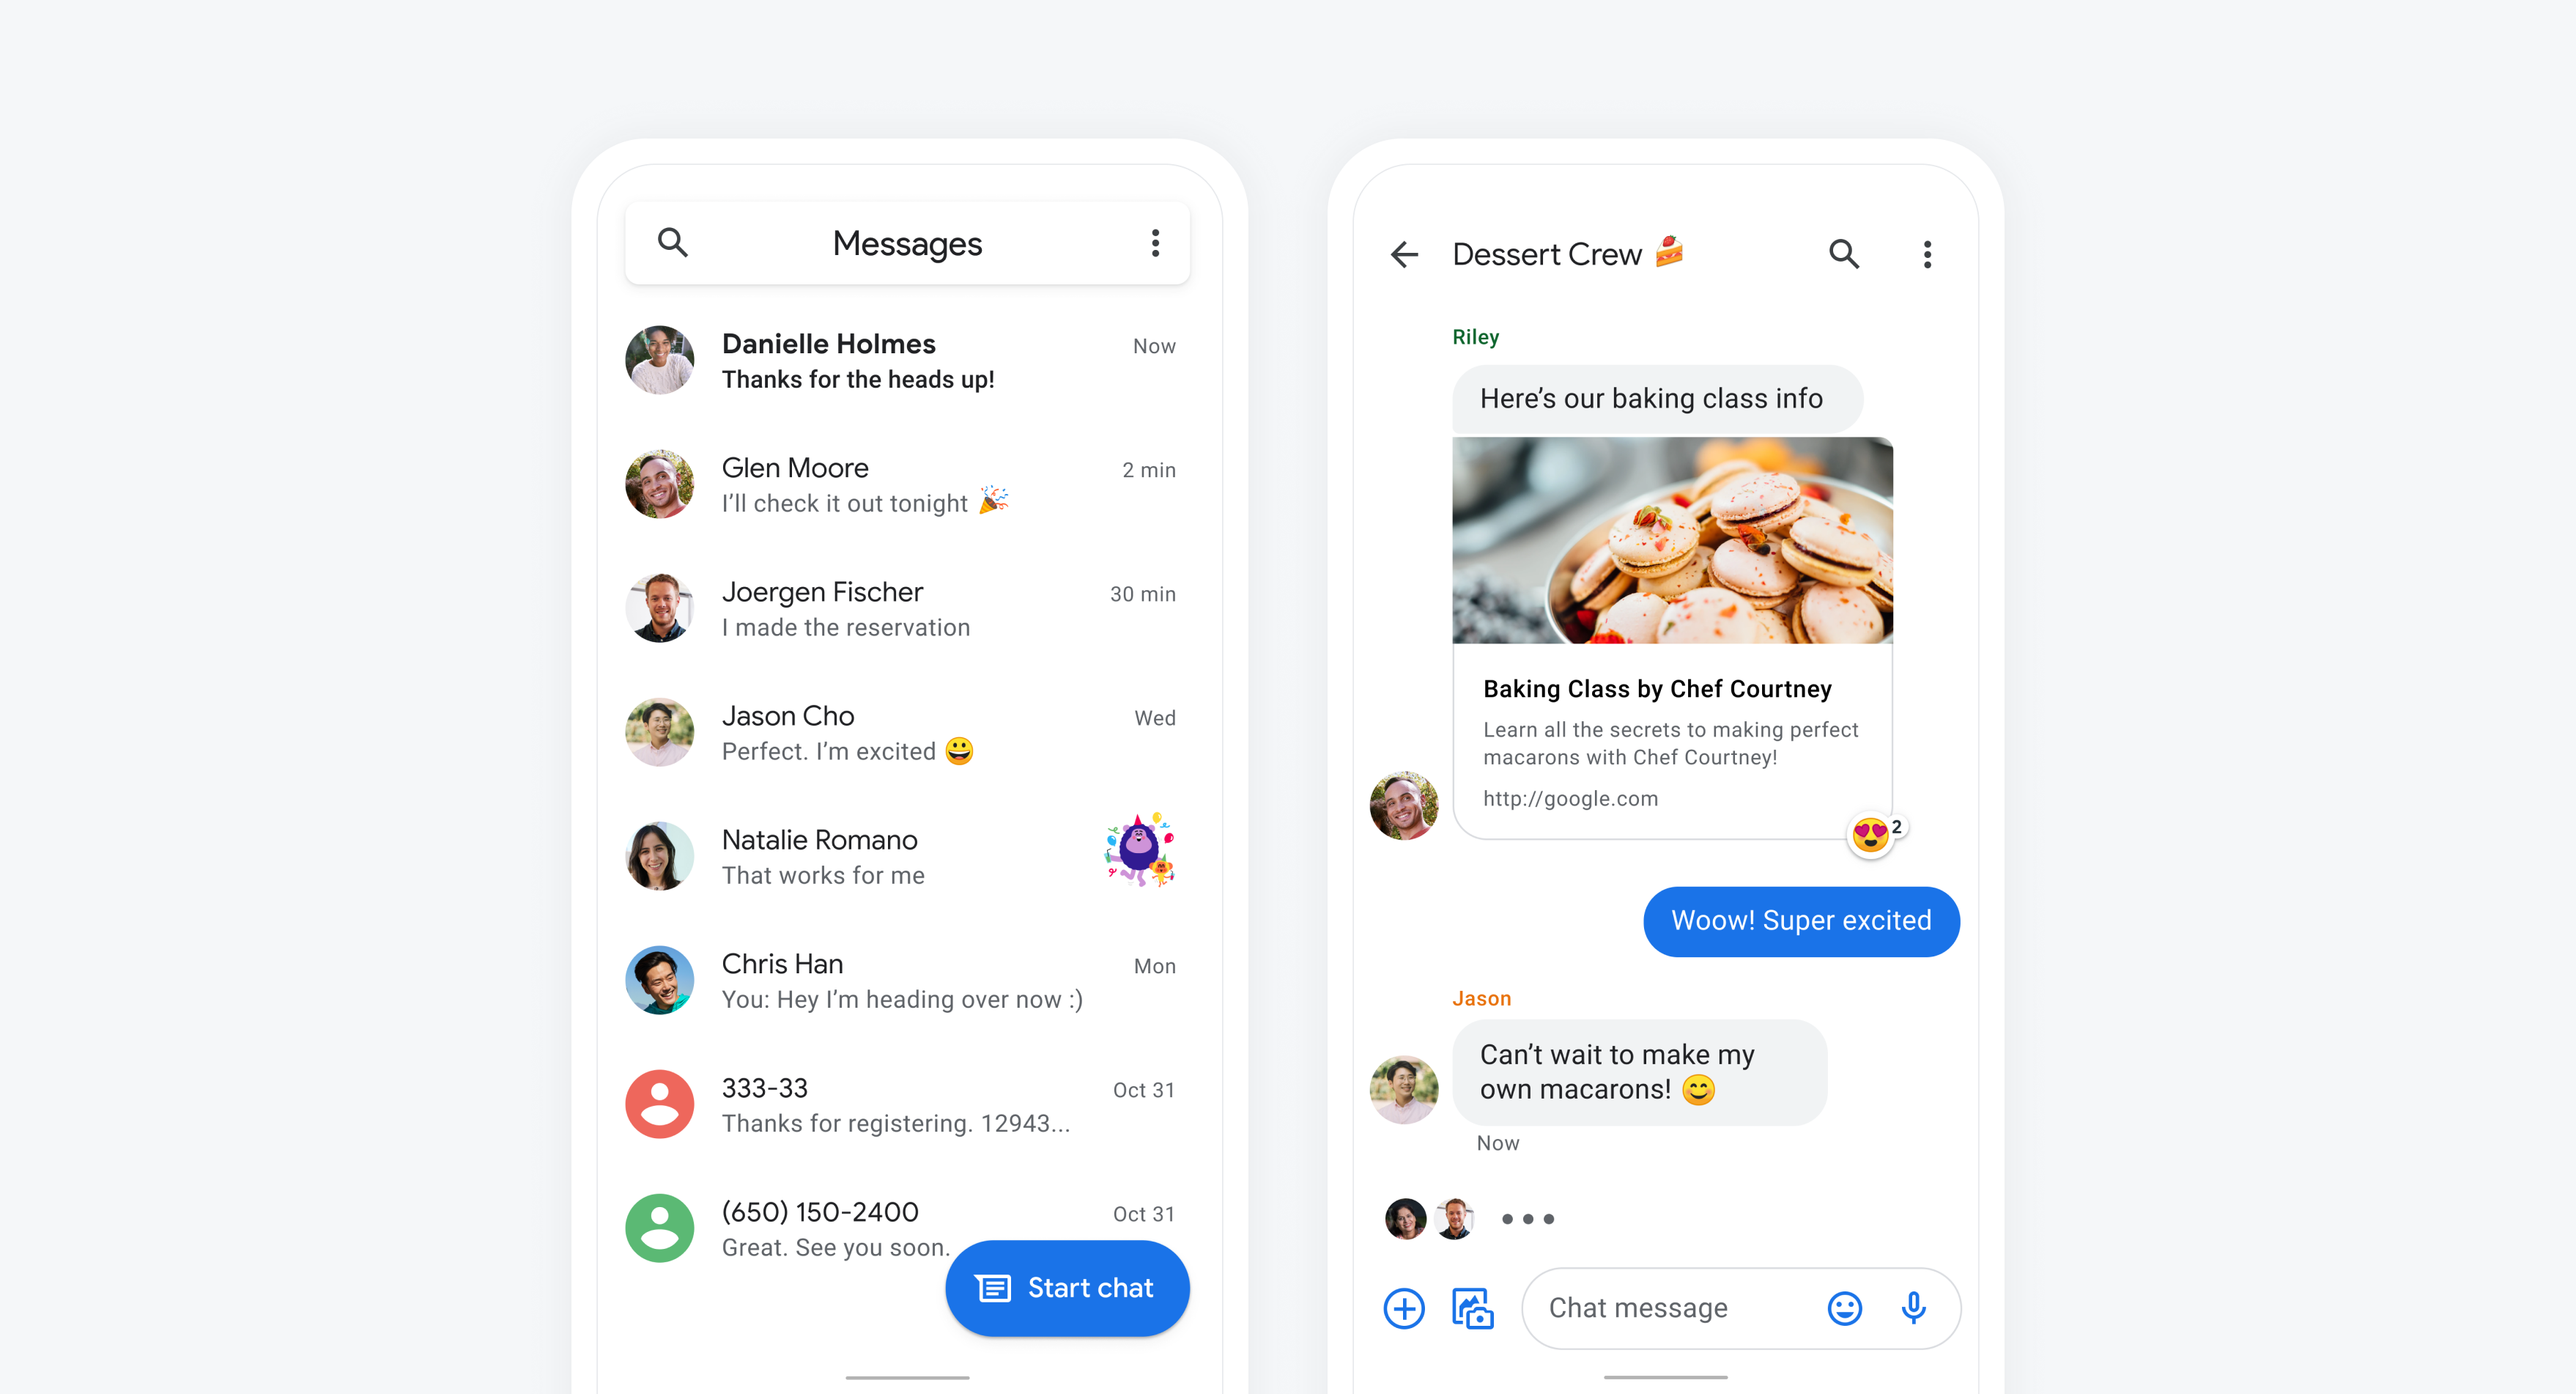 Messages
Danielle Holmes
Now
Thanks for the heads up!
Glen Moore
2 min
I’ll check it out tonight 🎉
Joergen Fischer
30 min
I made the reservation
Jason Cho
Wed
Perfect. I’m excited 😀
Natalie Romano
That works for me
Chris Han
Mon
You: Hey I’m heading over now :)
333-33
Oct 31
Thanks for registering. 12943...
(650) 150-2400
Oct 31
Great. See you soon.
Start chat
Dessert Crew 🍰
Riley
Here’s our baking class info
Baking Class by Chef Courtney
Learn all the secrets to making perfect
macarons with Chef Courtney!
http://google.com
😍 2
Woow! Super excited
Jason
Can’t wait to make my
own macarons! 😊
Now
Chat message